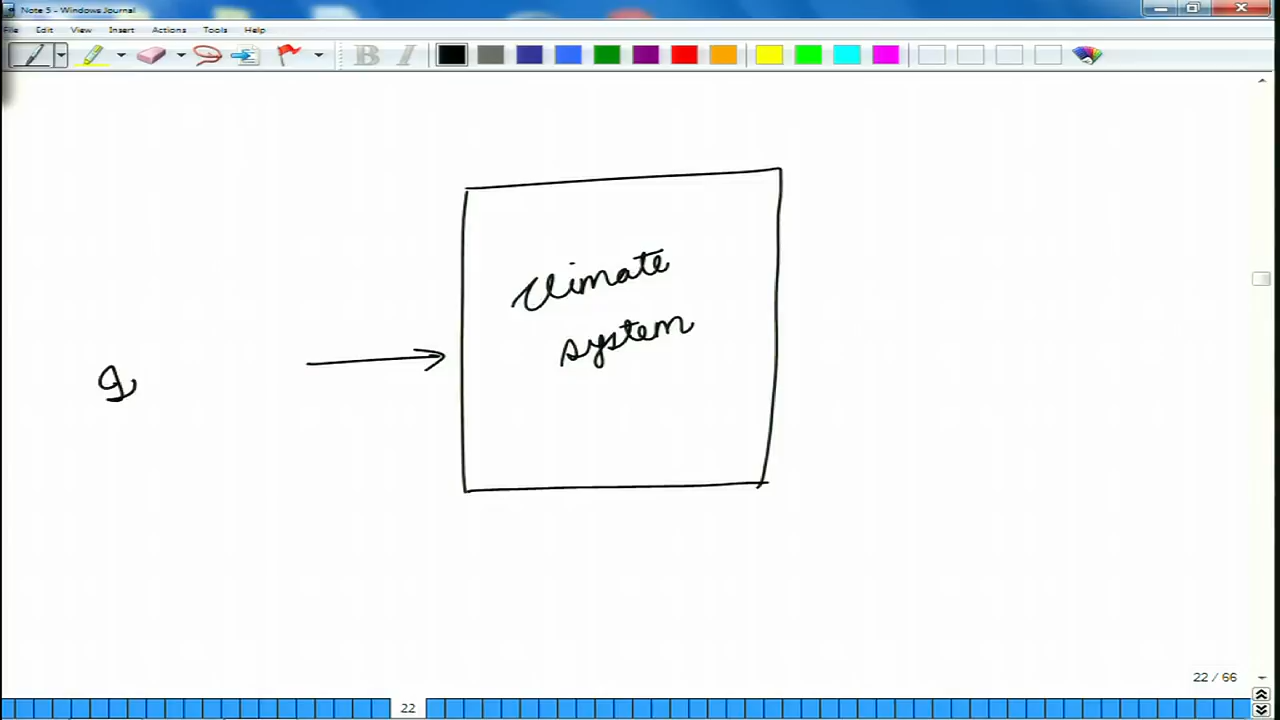 Note 5 - Windows Journal
File Edit View Insert Actions Tools Help
B I
Climate
system
22 / 66
22